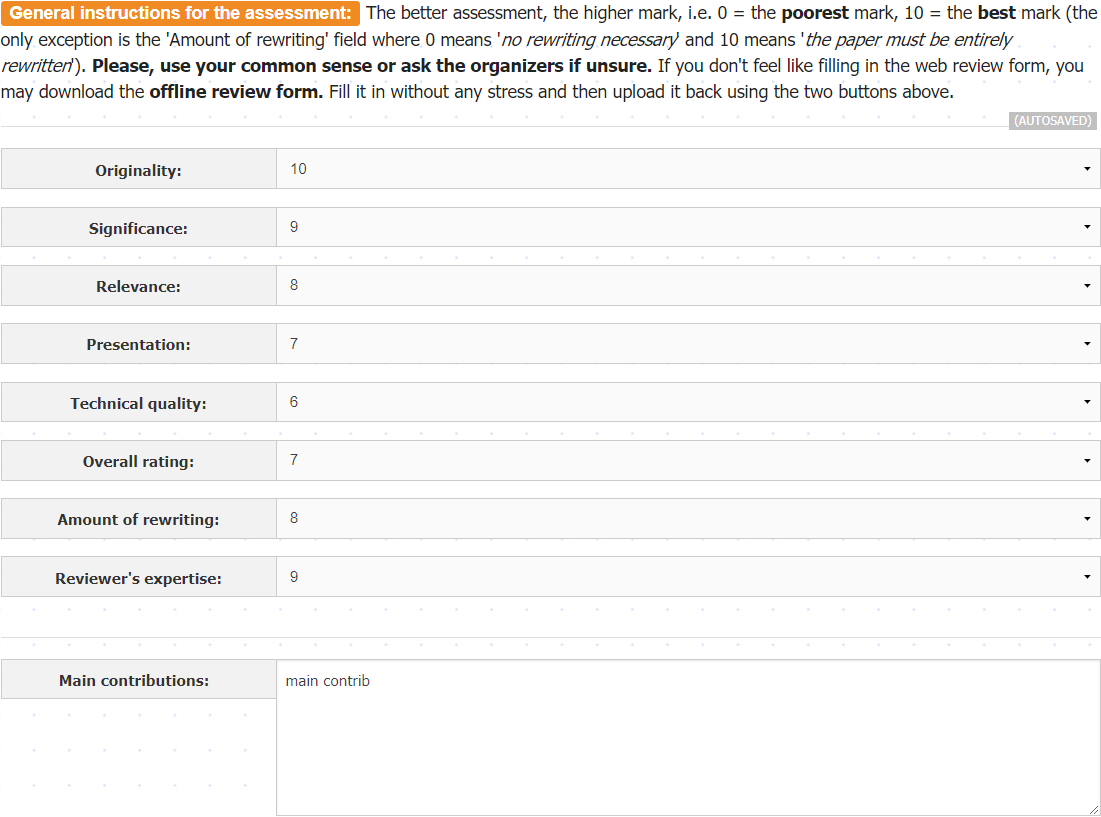 General instructions for the assessment: The better assessment, the higher mark, i.e. 0 = the poorest mark, 10 = the best mark (the
only exception is the 'Amount of rewriting' field where 0 means 'no rewriting necessary' and 10 means 'the paper must be entirely
rewritten'). Please, use your common sense or ask the organizers if unsure. If you don't feel like filling in the web review form, you
may download the offline review form. Fill it in without any stress and then upload it back using the two buttons above.
(AUTOSAVED)
Originality: 10
Significance: 9
Relevance: 8
Presentation: 7
Technical quality: 6
Overall rating: 7
Amount of rewriting: 8
Reviewer's expertise: 9
Main contributions: main contrib